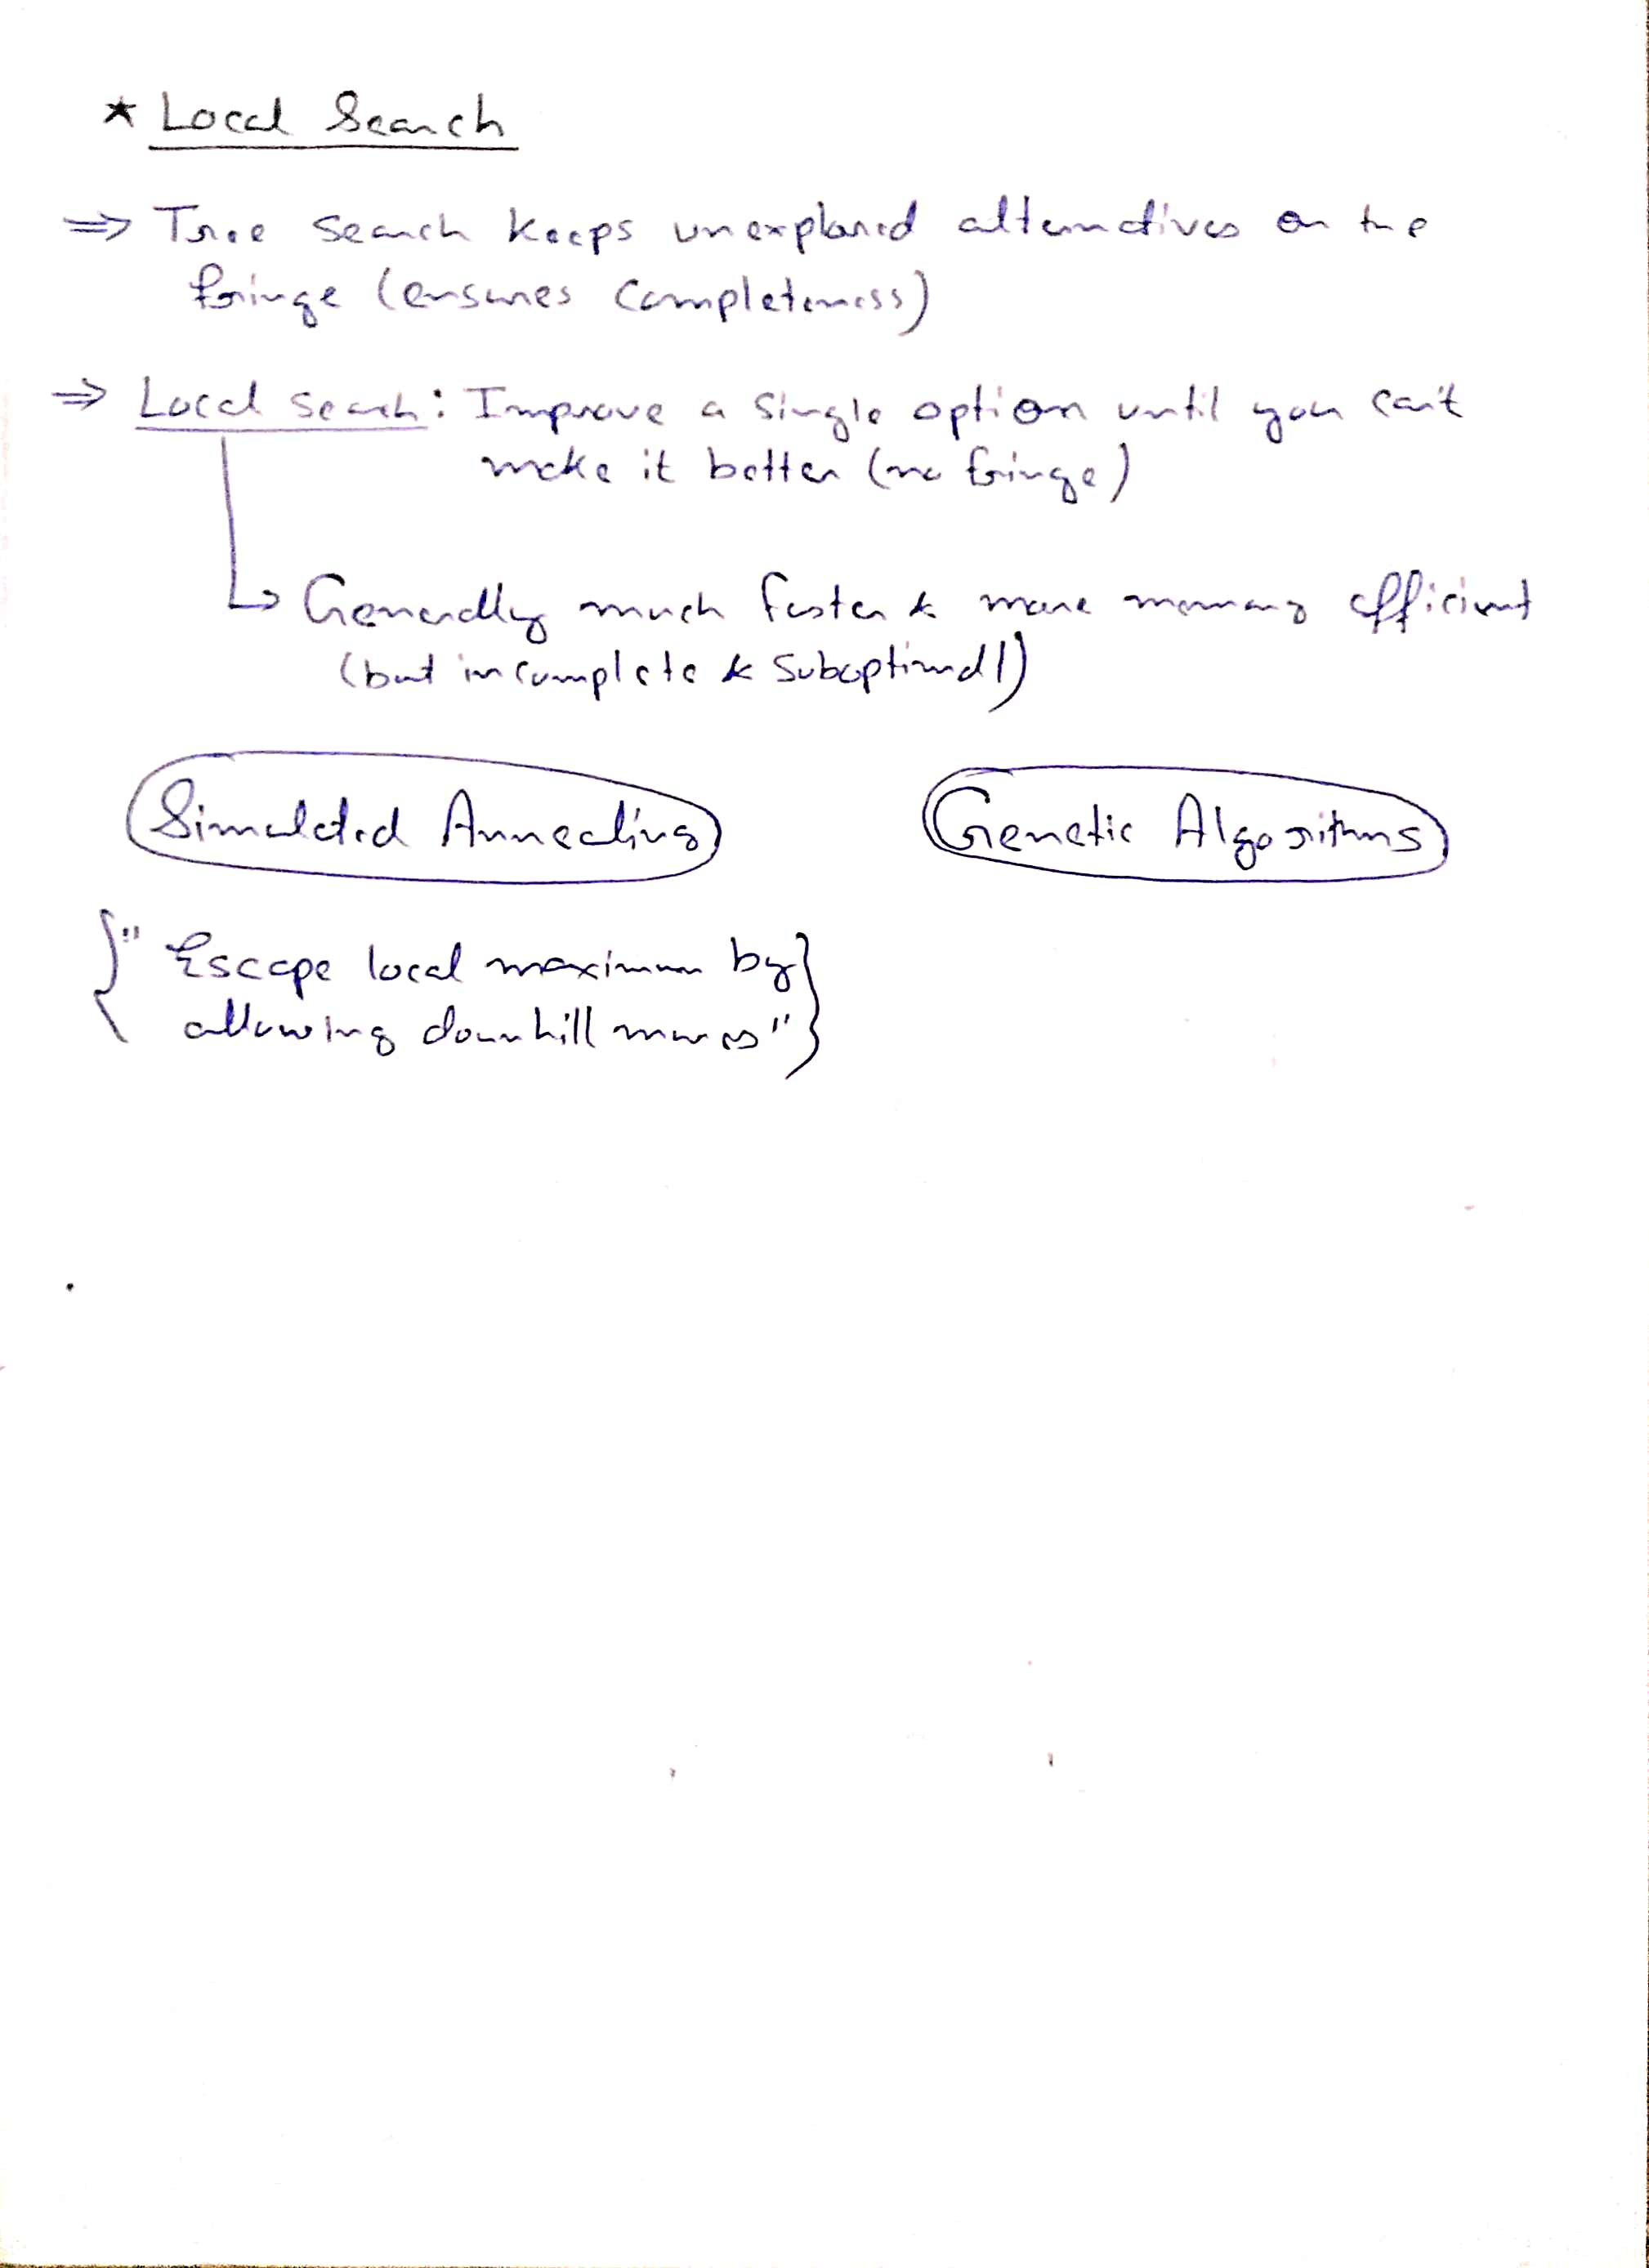 ★ Local Search
⇒ Tree search keeps unexplored alternatives on the
fringe (ensures completeness)
⇒ Local search: Improve a single option until you can't
make it better (no fringe)
↳ Generally much faster & more memory efficient
(but incomplete & suboptimal!)
Simulated Annealing Genetic Algorithms
{" Escape local maximum by
allowing downhill moves"}